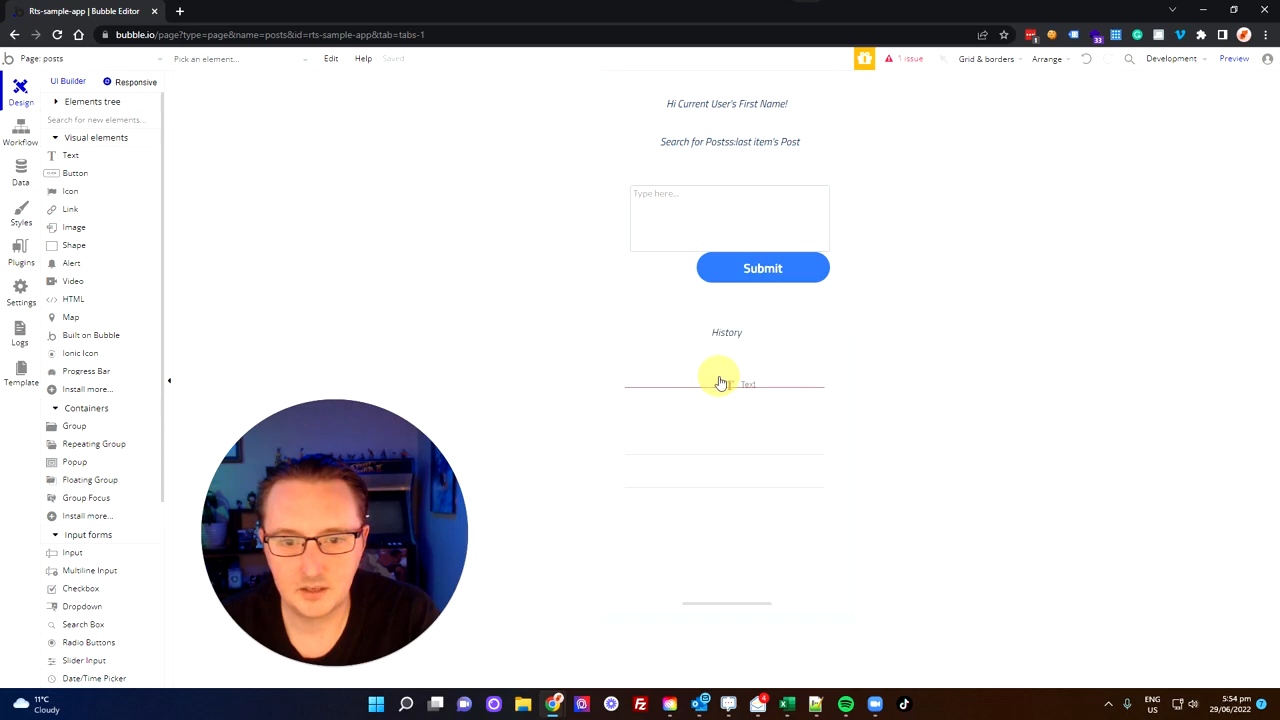 Rts-sample-app | Bubble Editor
bubble.io/page?type=page&name=posts&id=rts-sample-app&tab=tabs-1
Page: posts
Pick an element...
Edit
Help
Saved
1 issue
Grid & borders
Arrange
Development
Preview
Design
Workflow
Data
Styles
Plugins
Settings
Logs
Template
UI Builder
Responsive
Elements tree
Search for new elements...
Visual elements
Text
Button
Icon
Link
Image
Shape
Alert
Video
HTML
Map
Built on Bubble
Ionic Icon
Progress Bar
Install more...
Containers
Group
Repeating Group
Popup
Floating Group
Group Focus
Install more...
Input forms
Input
Multiline Input
Checkbox
Dropdown
Search Box
Radio Buttons
Slider Input
Date/Time Picker
Hi Current User's First Name!
Search for Postss:last item's Post
Type here...
Submit
History
Text
11°C
Cloudy
ENG
US
5:54 pm
29/06/2022